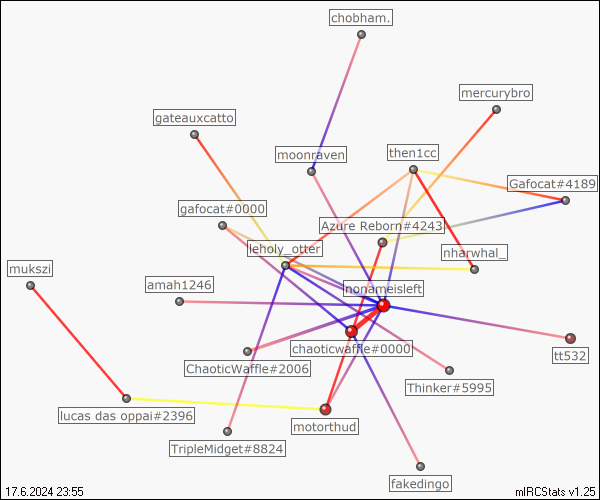 chobham.
mercurybro
gateauxcatto
then1cc
moonraven
Gafocat#4189
gafocat#0000
Azure Reborn#4243
leholy_otter
nharwhal_
mukszi
amah1246
nonameisleft
chaoticwaffle#0000
tt532
ChaoticWaffle#2006
Thinker#5995
lucas das oppai#2396
motorthud
TripleMidget#8824
fakedingo
17.6.2024 23:55
mIRCStats v1.25